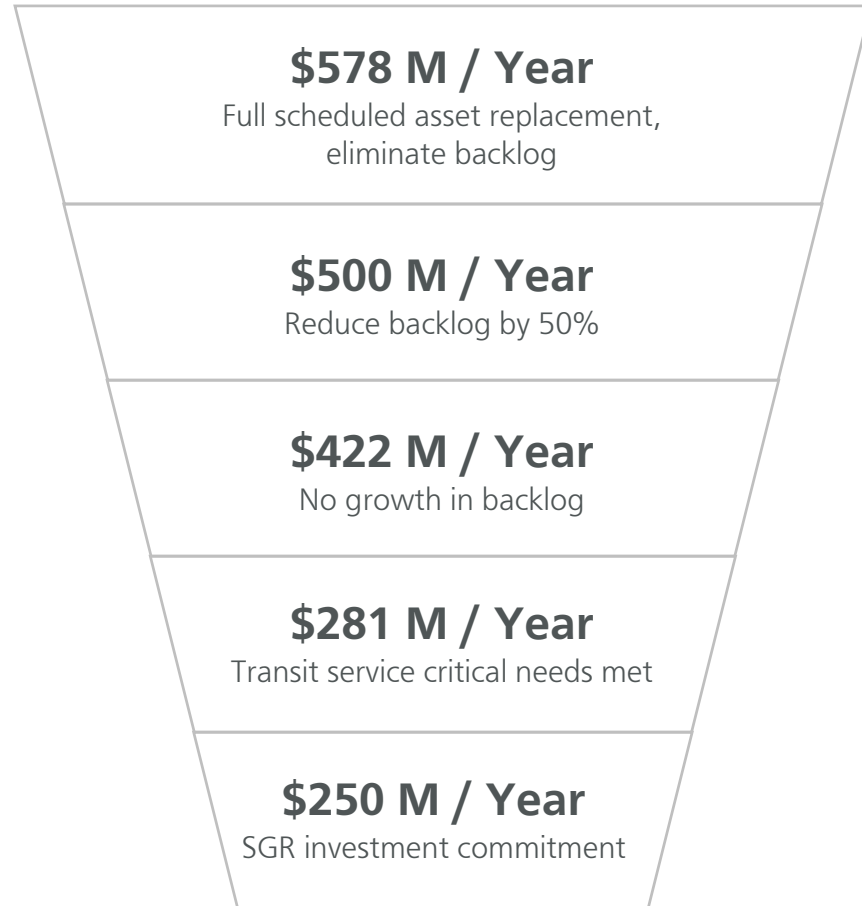 $578 M / Year
Full scheduled asset replacement,
eliminate backlog
$500 M / Year
Reduce backlog by 50%
$422 M / Year
No growth in backlog
$281 M / Year
Transit service critical needs met
$250 M / Year
SGR investment commitment